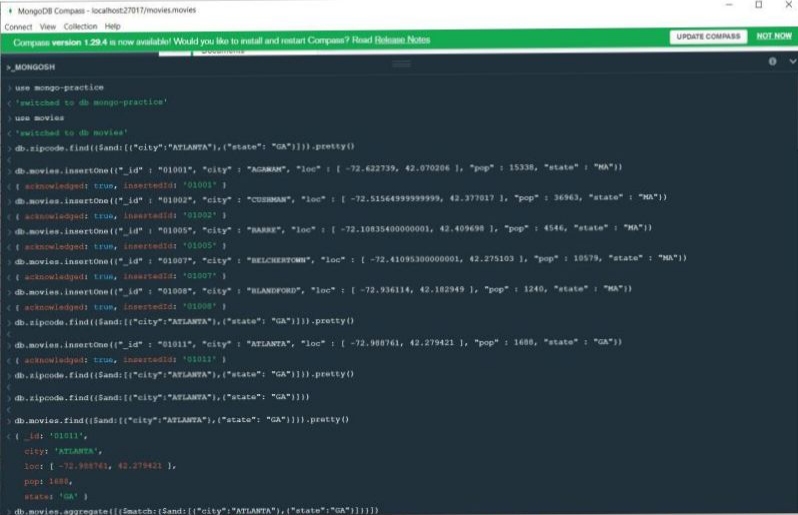 MongoDB Compass - localhost:27017/movies.movies
Connect View Collection Help
Compass version 1.29.4 is now available! Would you like to install and restart Compass? Read Release Notes UPDATE COMPASS NOT NOW
>_MONGOSH
> use mongo-practice
< 'switched to db mongo-practice'
> use movies
< 'switched to db movies'
> db.zipcode.find({$and:[{"city":"ATLANTA"},{"state": "GA"}]}).pretty()
<
> db.movies.insertOne({"_id" : "01001", "city" : "AGAWAM", "loc" : [ -72.622739, 42.070206 ], "pop" : 15338, "state" : "MA"})
< { acknowledged: true, insertedId: '01001' }
> db.movies.insertOne({"_id" : "01002", "city" : "CUSHMAN", "loc" : [ -72.51564999999999, 42.377017 ], "pop" : 36963, "state" : "MA"})
< { acknowledged: true, insertedId: '01002' }
> db.movies.insertOne({"_id" : "01005", "city" : "BARRE", "loc" : [ -72.10835400000001, 42.409698 ], "pop" : 4546, "state" : "MA"})
< { acknowledged: true, insertedId: '01005' }
> db.movies.insertOne({"_id" : "01007", "city" : "BELCHERTOWN", "loc" : [ -72.41095300000001, 42.275103 ], "pop" : 10579, "state" : "MA"})
< { acknowledged: true, insertedId: '01007' }
> db.movies.insertOne({"_id" : "01008", "city" : "BLANDFORD", "loc" : [ -72.936114, 42.182949 ], "pop" : 1240, "state" : "MA"})
< { acknowledged: true, insertedId: '01008' }
> db.zipcode.find({$and:[{"city":"ATLANTA"},{"state": "GA"}]}).pretty()
<
> db.movies.insertOne({"_id" : "01011", "city" : "ATLANTA", "loc" : [ -72.988761, 42.279421 ], "pop" : 1688, "state" : "GA"})
< { acknowledged: true, insertedId: '01011' }
> db.zipcode.find({$and:[{"city":"ATLANTA"},{"state": "GA"}]}).pretty()
<
> db.zipcode.find({$and:[{"city":"ATLANTA"},{"state": "GA"}]})
<
> db.movies.find({$and:[{"city":"ATLANTA"},{"state": "GA"}]}).pretty()
< { _id: '01011',
city: 'ATLANTA',
loc: [ -72.988761, 42.279421 ],
pop: 1688,
state: 'GA' }
> db.movies.aggregate([{$match:{$and:[{"city":"ATLANTA"},{"state":"GA"}]}}])